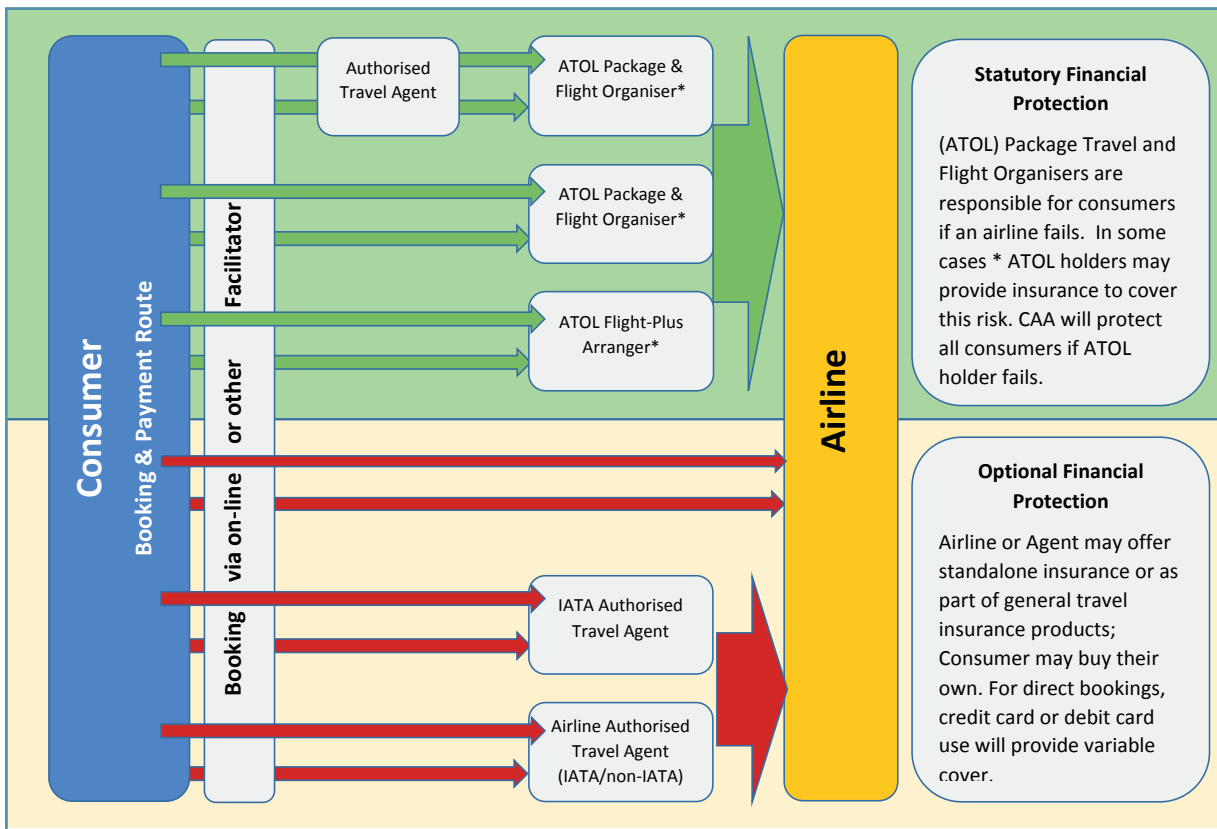 Consumer
Booking & Payment Route
Booking via on-line or other Facilitator
Authorised
Travel Agent
ATOL Package &
Flight Organiser*
ATOL Package &
Flight Organiser*
ATOL Flight-Plus
Arranger*
IATA Authorised
Travel Agent
Airline Authorised
Travel Agent
(IATA/non-IATA)
Airline
Statutory Financial
Protection
(ATOL) Package Travel and
Flight Organisers are
responsible for consumers
if an airline fails. In some
cases * ATOL holders may
provide insurance to cover
this risk. CAA will protect
all consumers if ATOL
holder fails.
Optional Financial
Protection
Airline or Agent may offer
standalone insurance or as
part of general travel
insurance products;
Consumer may buy their
own. For direct bookings,
credit card or debit card
use will provide variable
cover.